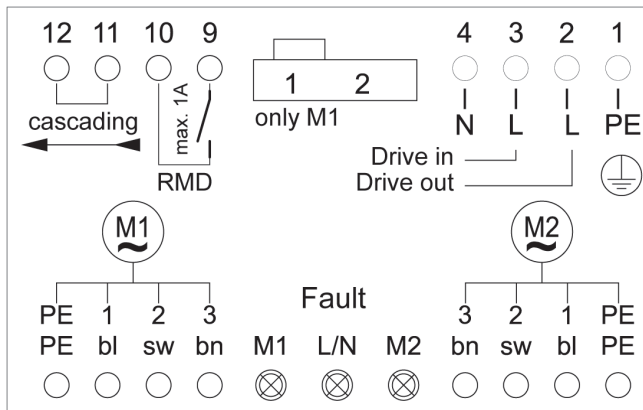 12 11 10 9 4 3 2 1
1 2
only M1
max. 1A
cascading
RMD
N L L PE
Drive in
Drive out
M1 M2
Fault
PE 1 2 3 3 2 1 PE
PE bl sw bn M1 L/N M2 bn sw bl PE